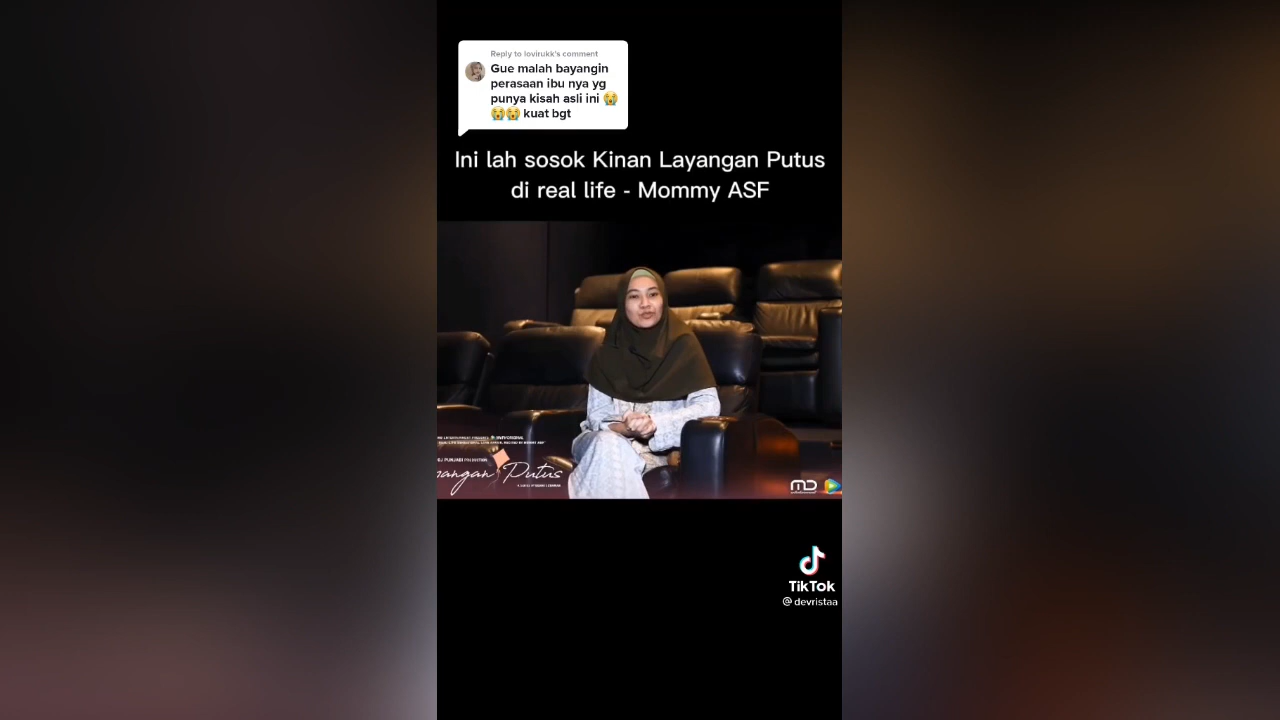 Reply to lovirukk's comment
Gue malah bayangin
perasaan ibu nya yg
punya kisah asli ini 😭
😭😭 kuat bgt
Ini lah sosok Kinan Layangan Putus
di real life - Mommy ASF
angan Putus
MD
TikTok
@devristaa